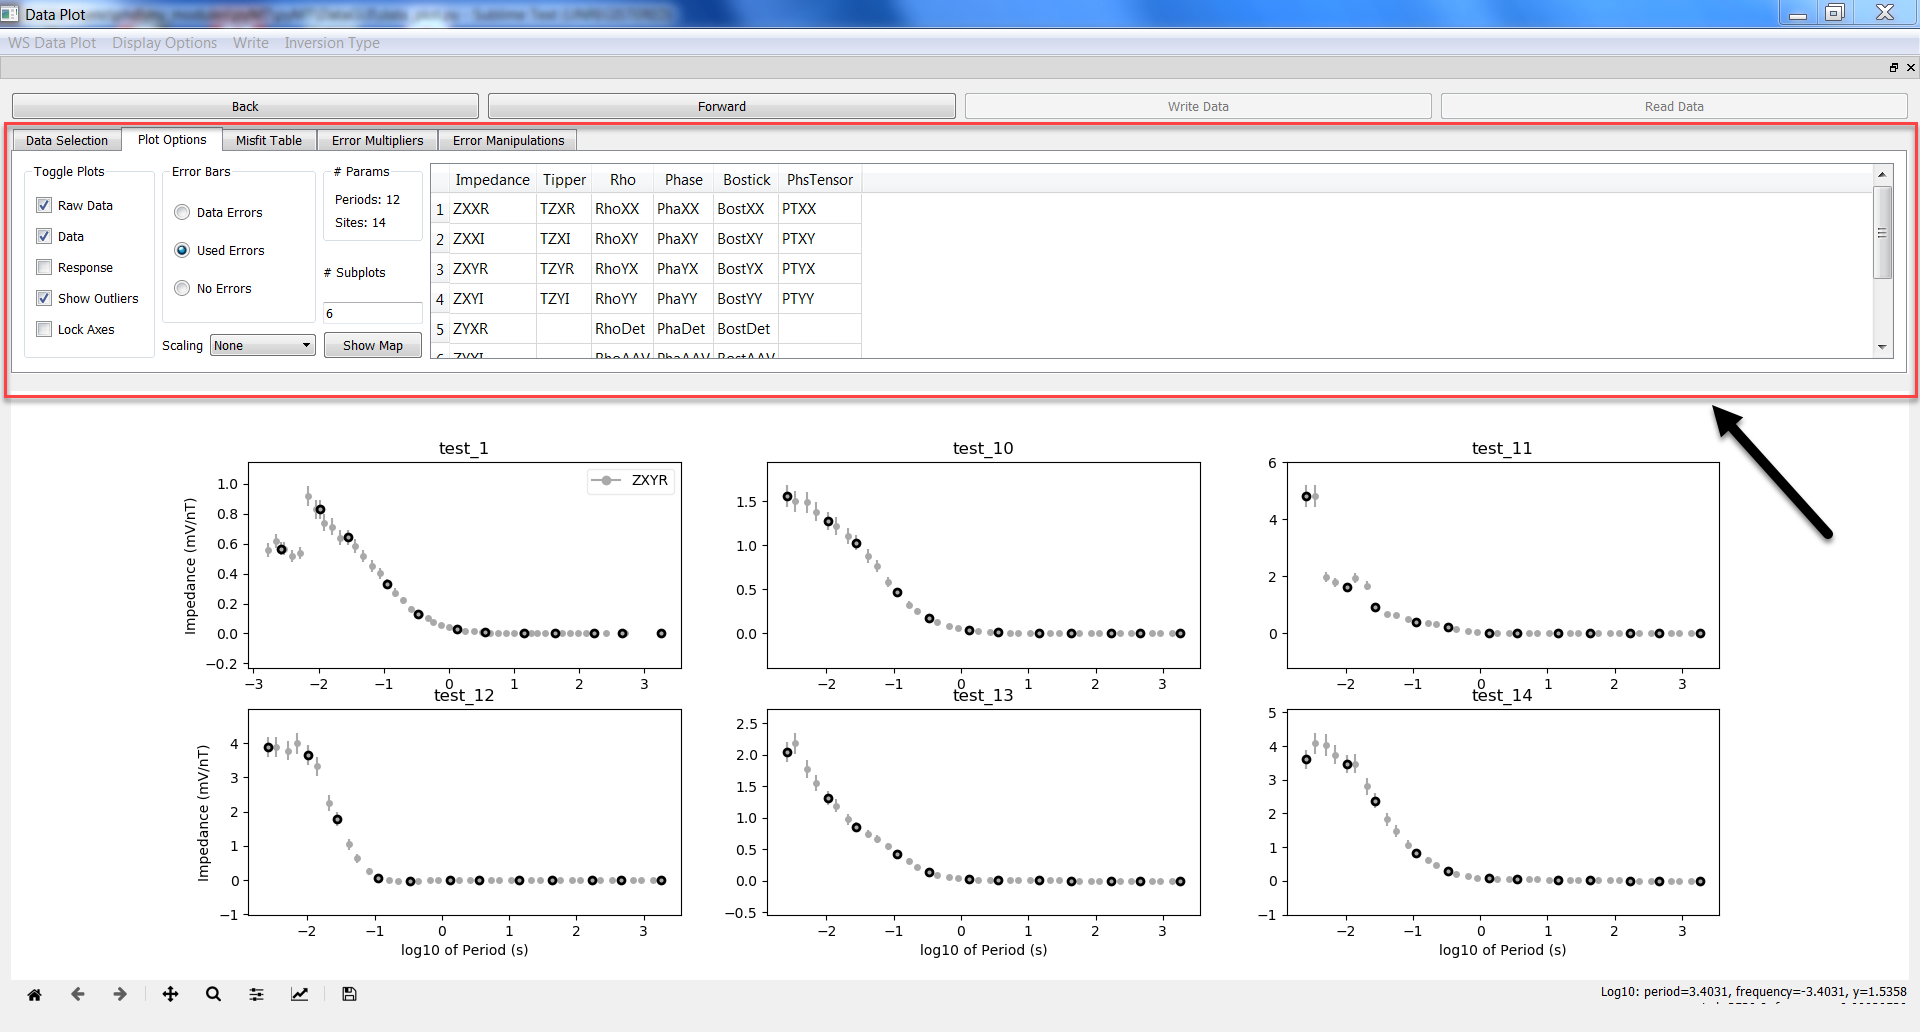 Data Plot
WS Data Plot Display Options Write Inversion Type
Back Forward Write Data Read Data
Data Selection Plot Options Misfit Table Error Multipliers Error Manipulations
Toggle Plots
Raw Data
Data
Response
Show Outliers
Lock Axes
Error Bars
Data Errors
Used Errors
No Errors
Scaling None
# Params
Periods: 12
Sites: 14
# Subplots
6
Show Map
Impedance Tipper Rho Phase Bostick PhsTensor
1 ZXXR TZXR RhoXX PhaXX BostXX PTXX
2 ZXXI TZXI RhoXY PhaXY BostXY PTXY
3 ZXYR TZYR RhoYX PhaYX BostYX PTYX
4 ZXYI TZYI RhoYY PhaYY BostYY PTYY
5 ZYXR RhoDet PhaDet BostDet
6 ZYXI RhoAAV PhaAAV BostAAV
test_1
ZXYR
Impedance (mV/nT)
1.0
0.8
0.6
0.4
0.2
0.0
−0.2
−3 −2 −1 0 1 2 3
test_10
1.5
1.0
0.5
0.0
−2 −1 0 1 2 3
test_11
6
4
2
0
−2 −1 0 1 2 3
test_12
Impedance (mV/nT)
4
3
2
1
0
−1
−2 −1 0 1 2 3
log10 of Period (s)
test_13
2.5
2.0
1.5
1.0
0.5
0.0
−0.5
−2 −1 0 1 2 3
log10 of Period (s)
test_14
5
4
3
2
1
0
−1
−2 −1 0 1 2 3
log10 of Period (s)
Log10: period=3.4031, frequency=-3.4031, y=1.5358